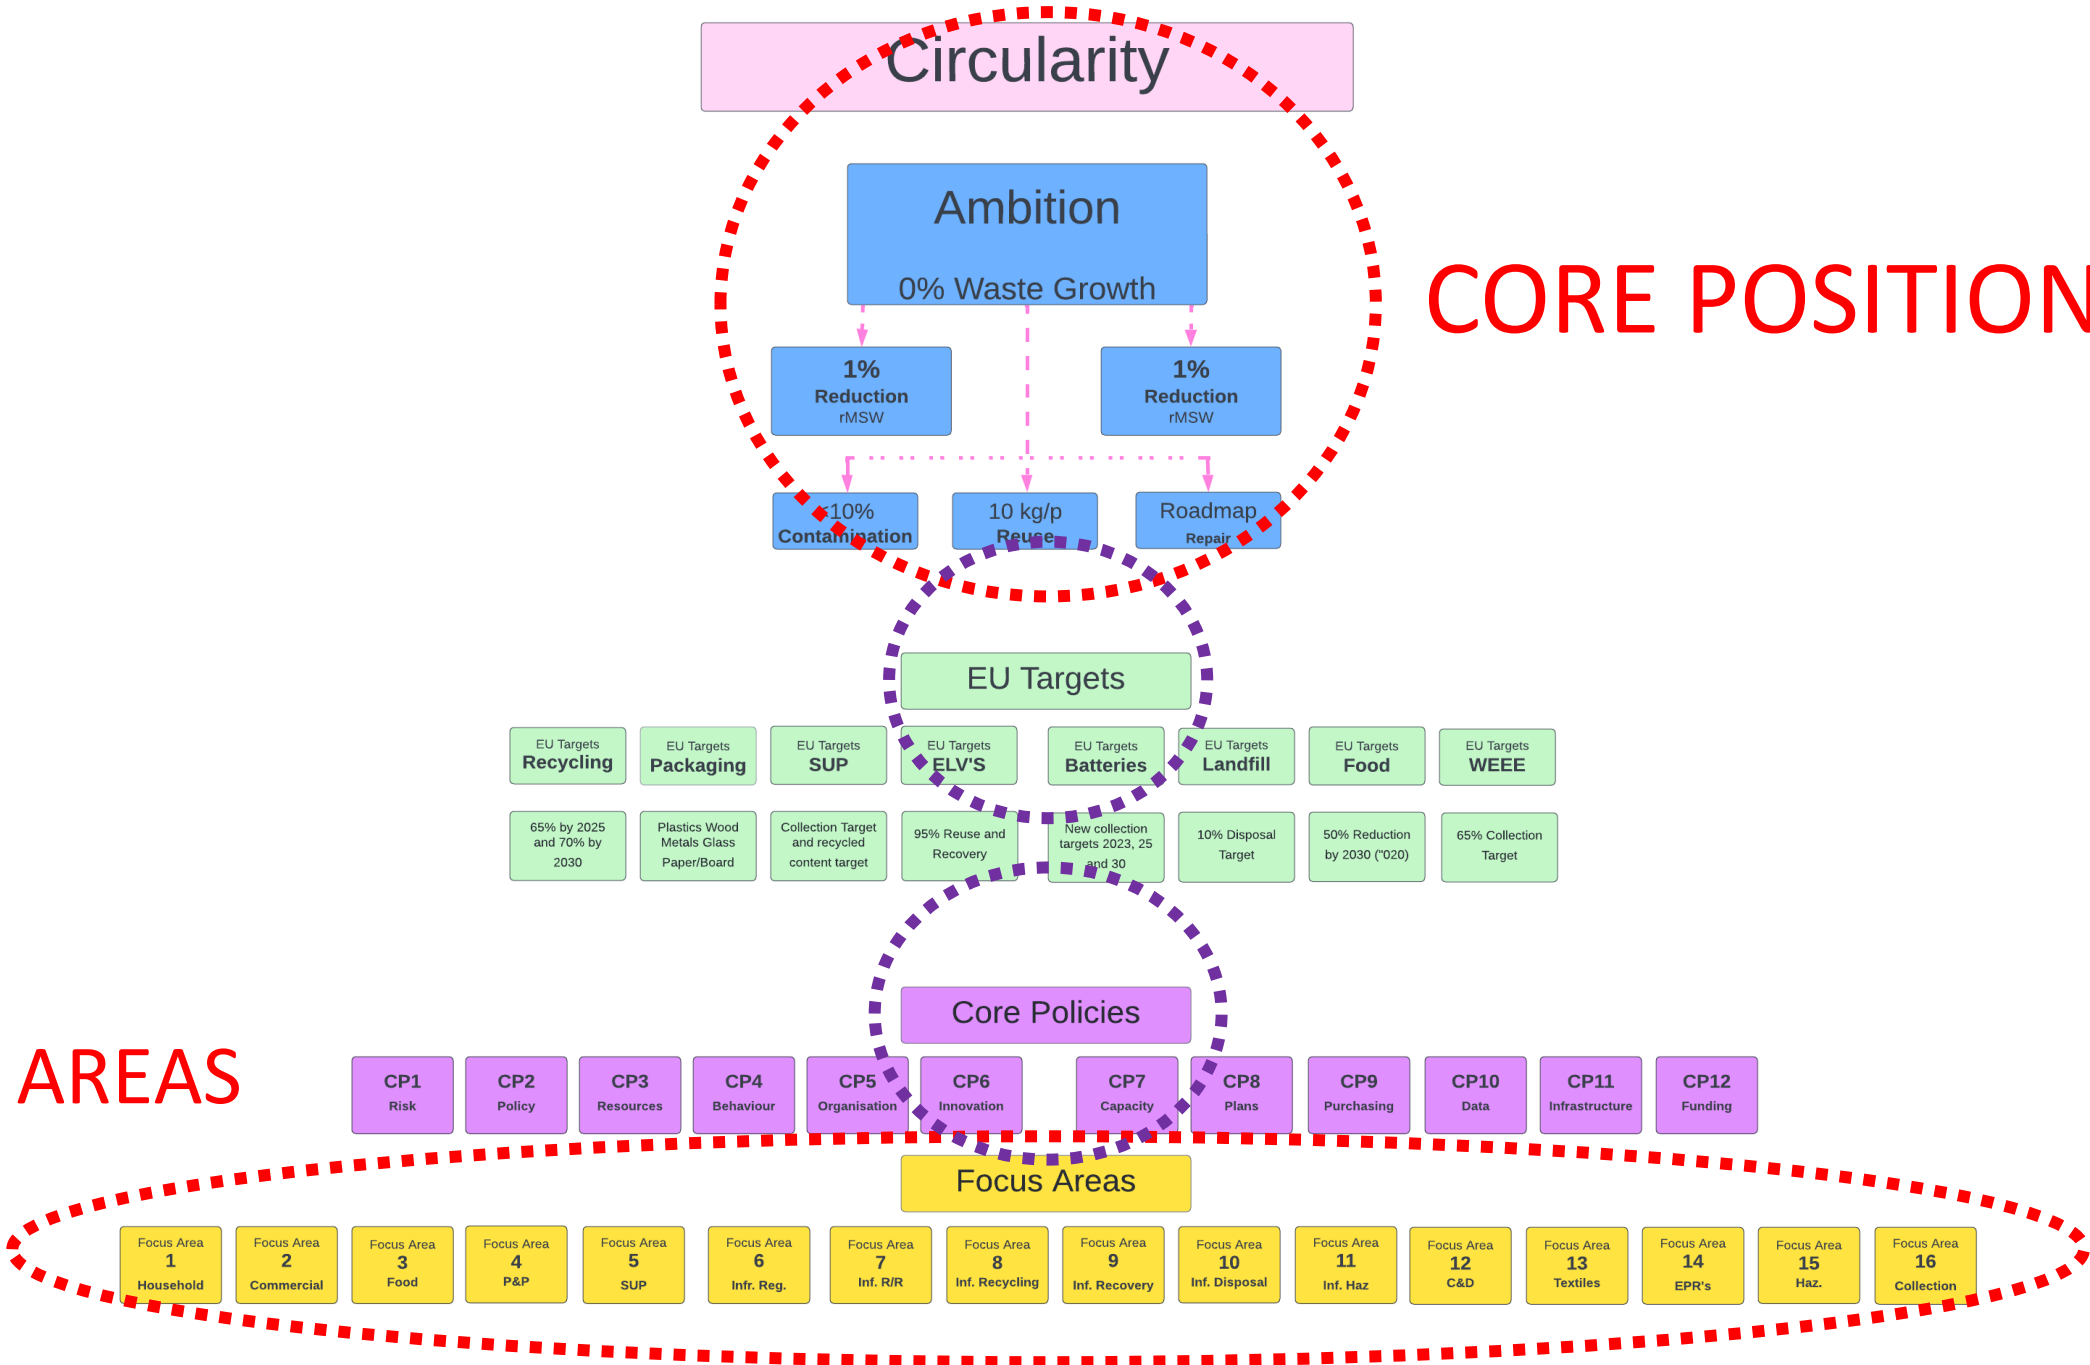 Circularity
Ambition
0% Waste Growth
CORE POSITION
1%
Reduction
rMSW
1%
Reduction
rMSW
<10%
Contamination
10 kg/p
Reuse
Roadmap
Repair
EU Targets
EU Targets
Recycling
EU Targets
Packaging
EU Targets
SUP
EU Targets
ELV'S
EU Targets
Batteries
EU Targets
Landfill
EU Targets
Food
EU Targets
WEEE
65% by 2025
and 70% by
2030
Plastics Wood
Metals Glass
Paper/Board
Collection Target
and recycled
content target
95% Reuse and
Recovery
New collection
targets 2023, 25
and 30
10% Disposal
Target
50% Reduction
by 2030 ("020)
65% Collection
Target
Core Policies
AREAS
CP1
Risk
CP2
Policy
CP3
Resources
CP4
Behaviour
CP5
Organisation
CP6
Innovation
CP7
Capacity
CP8
Plans
CP9
Purchasing
CP10
Data
CP11
Infrastructure
CP12
Funding
Focus Areas
Focus Area
1
Household
Focus Area
2
Commercial
Focus Area
3
Food
Focus Area
4
P&P
Focus Area
5
SUP
Focus Area
6
Infr. Reg.
Focus Area
7
Inf. R/R
Focus Area
8
Inf. Recycling
Focus Area
9
Inf. Recovery
Focus Area
10
Inf. Disposal
Focus Area
11
Inf. Haz
Focus Area
12
C&D
Focus Area
13
Textiles
Focus Area
14
EPR's
Focus Area
15
Haz.
Focus Area
16
Collection